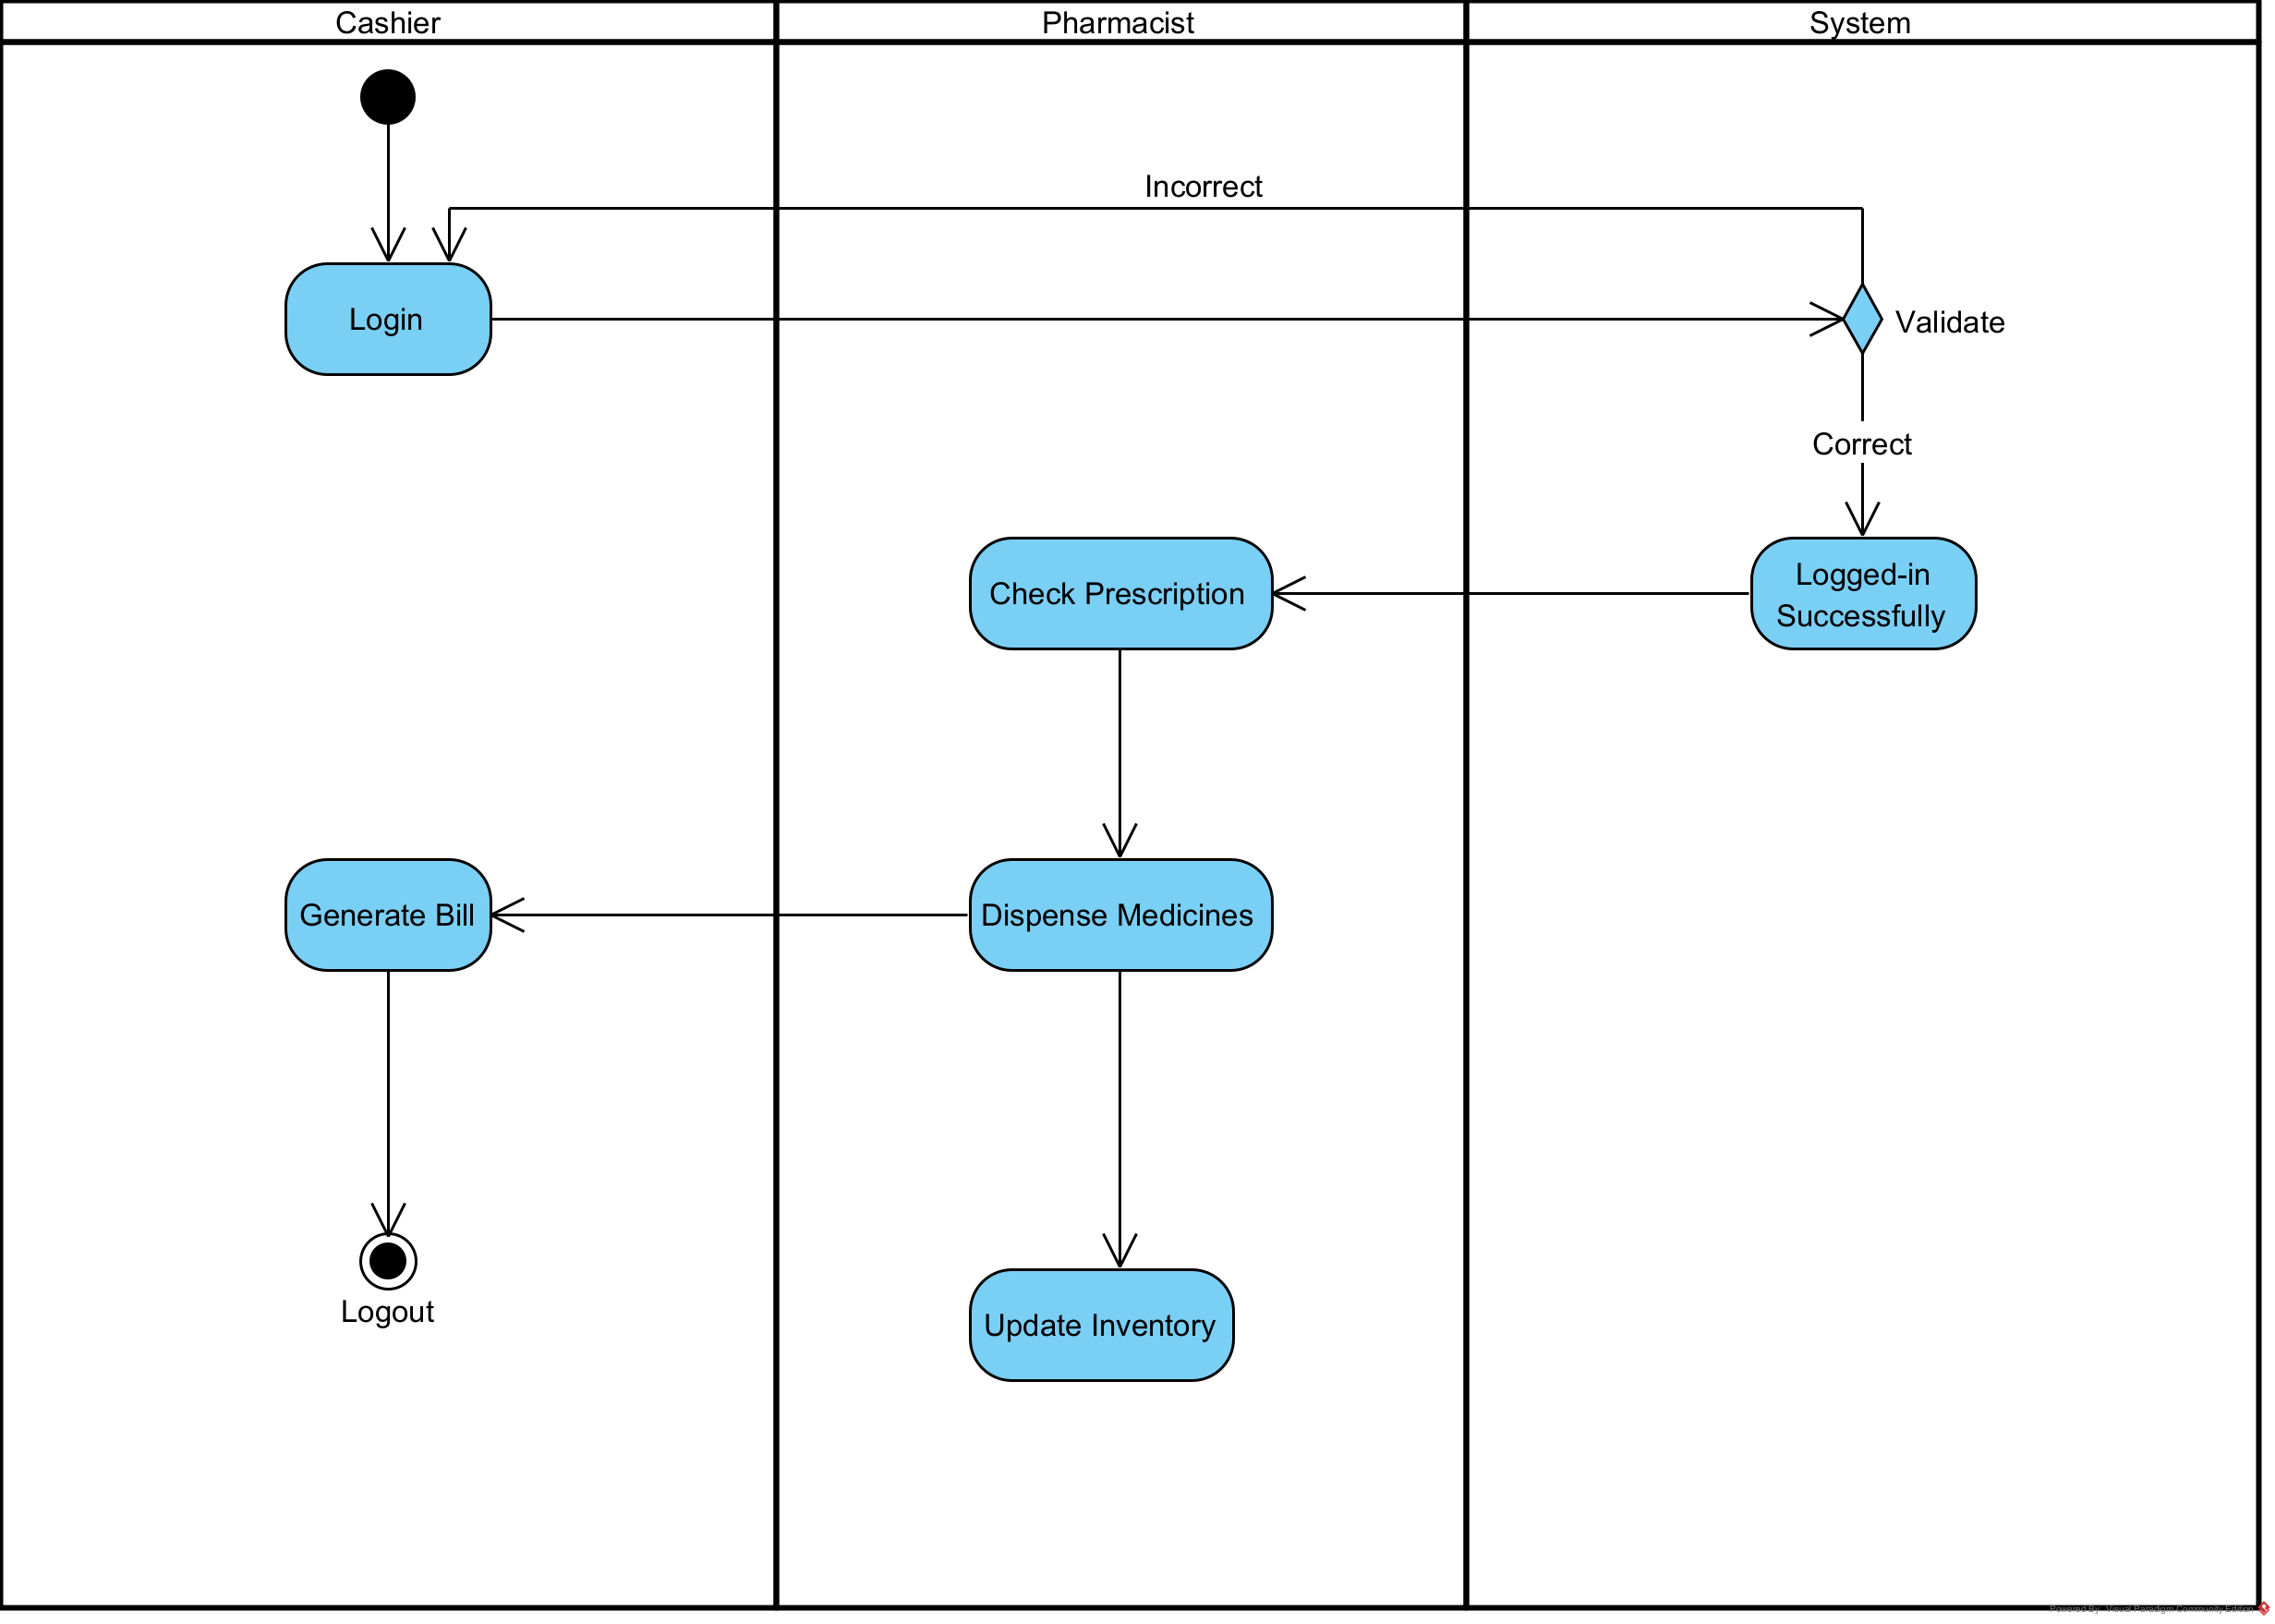 Cashier
Pharmacist
System
Incorrect
Login
Validate
Correct
Check Prescription
Logged-in
Successfully
Generate Bill
Dispense Medicines
Logout
Update Inventory
Powered By Visual Paradigm Community Edition